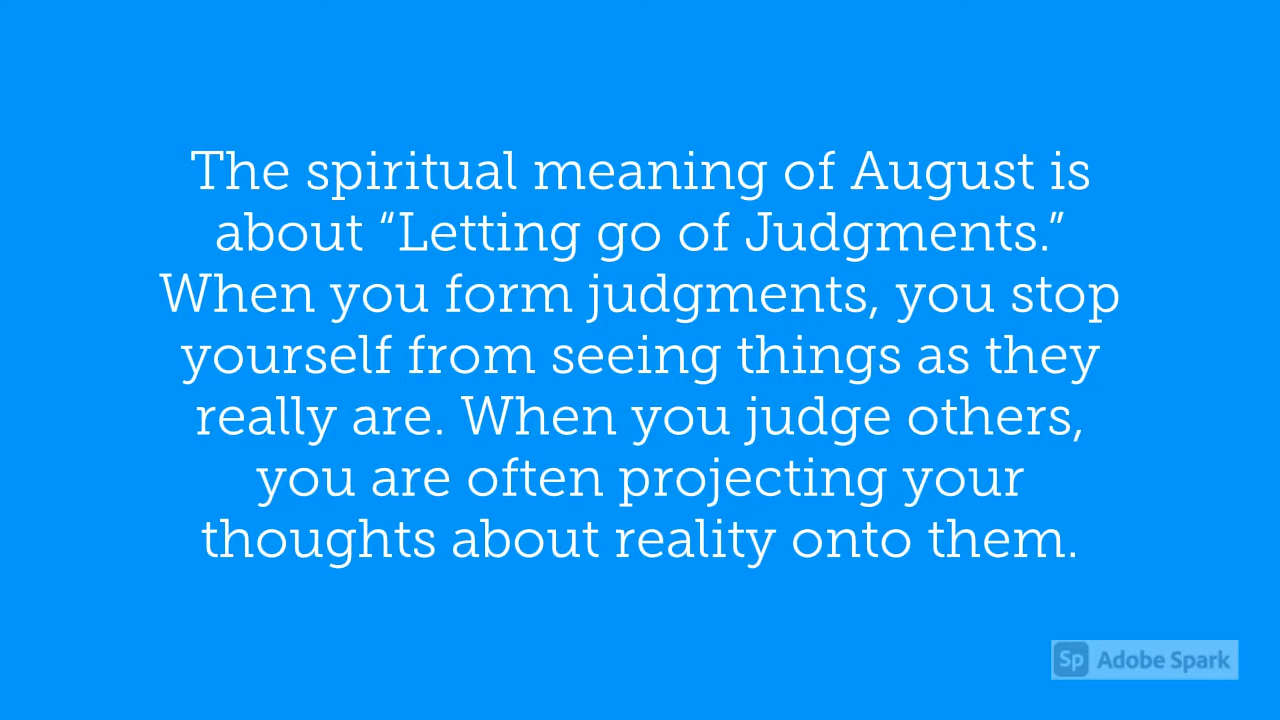 The spiritual meaning of August is
about “Letting go of Judgments.”
When you form judgments, you stop
yourself from seeing things as they
really are. When you judge others,
you are often projecting your
thoughts about reality onto them.
Sp Adobe Spark